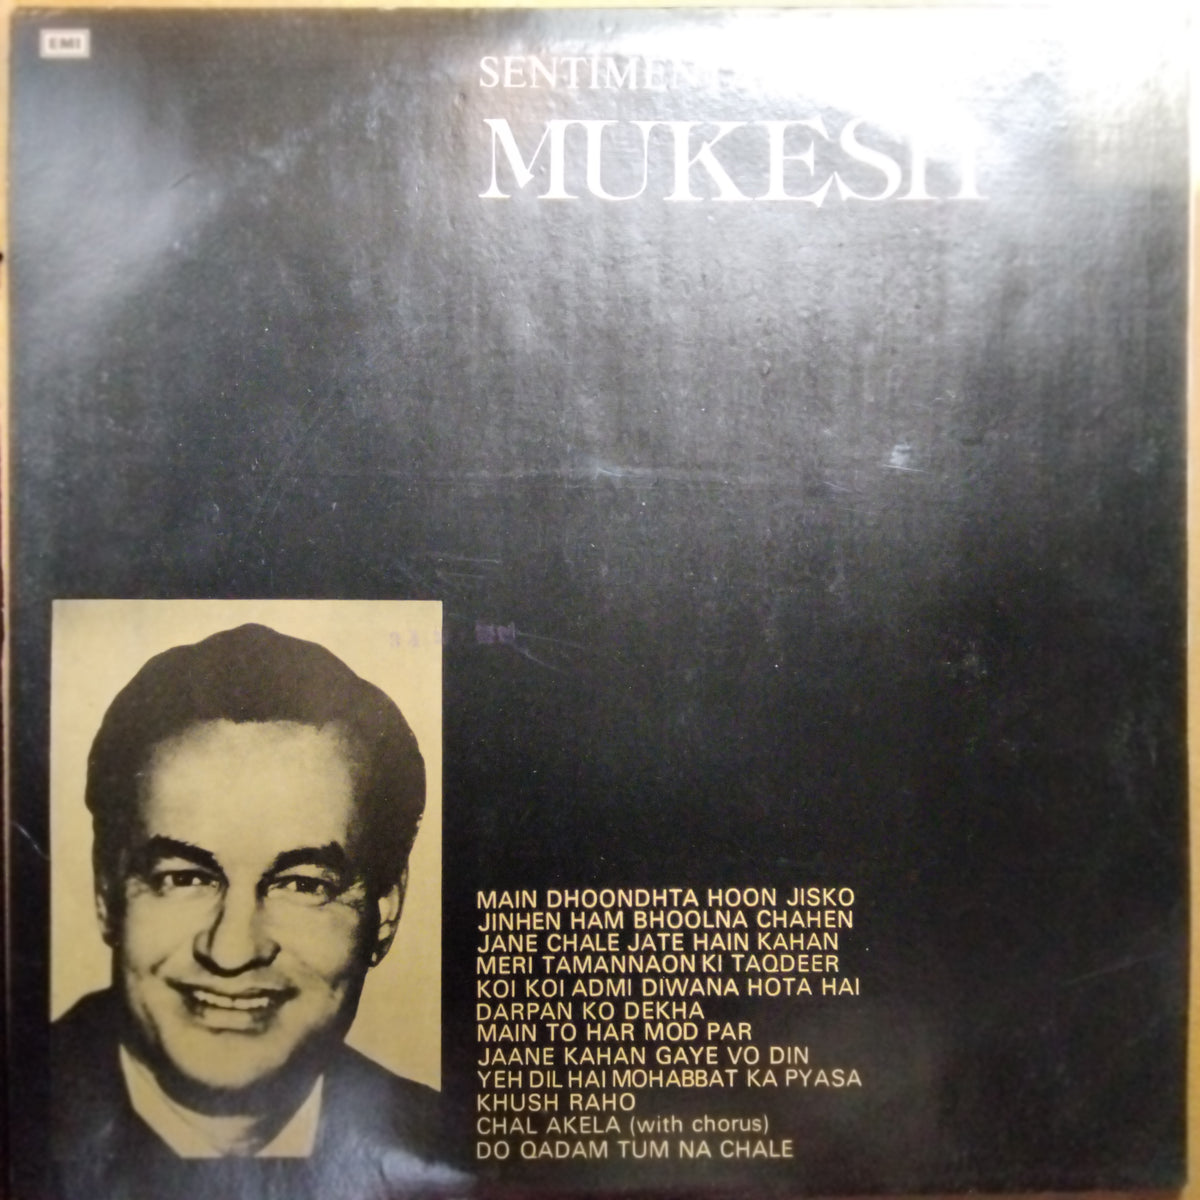 EMI
MUKESH
MAIN DHOONDHTA HOON JISKO
JINHEN HAM BHOOLNA CHAHEN
JANE CHALE JATE HAIN KAHAN
MERI TAMANNAON KI TAQDEER
KOI KOI ADMI DIWANA HOTA HAI
DARPAN KO DEKHA
MAIN TO HAR MOD PAR
JAANE KAHAN GAYE VO DIN
YEH DIL HAI MOHABBAT KA PYASA
KHUSH RAHO
CHAL AKELA (with chorus)
DO QADAM TUM NA CHALE